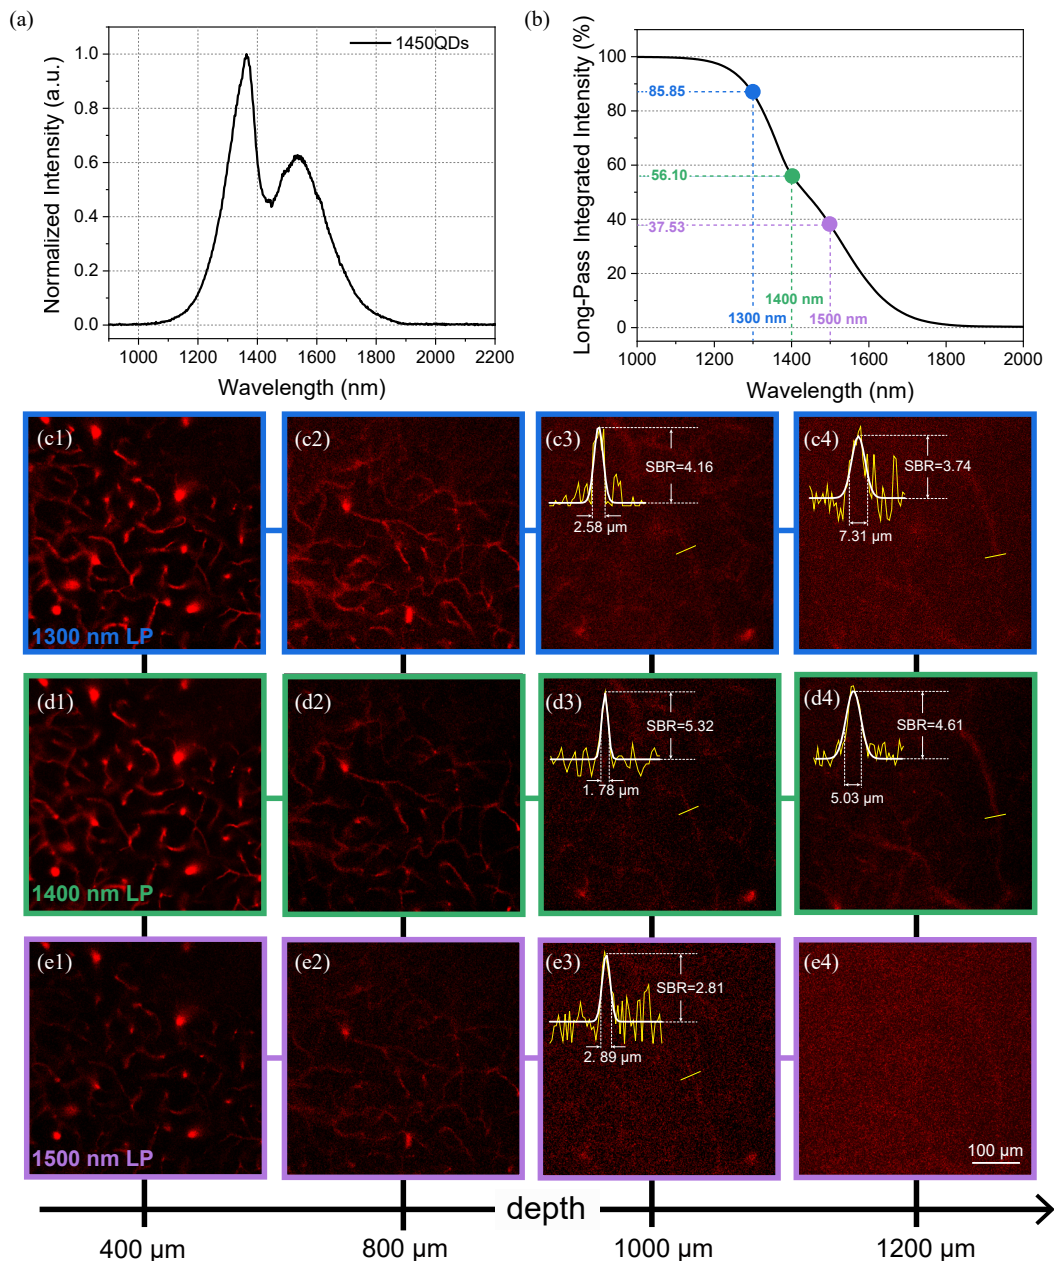 (a)
Normalized Intensity (a.u.)
1.0
0.8
0.6
0.4
0.2
0.0
1450QDs
1000 1200 1400 1600 1800 2000 2200
Wavelength (nm)
(b)
Long-Pass Integrated Intensity (%)
100
80
60
40
20
0
85.85
56.10
37.53
1400 nm
1300 nm
1500 nm
1000 1200 1400 1600 1800 2000
Wavelength (nm)
(c1)
1300 nm LP
(c2)
(c3)
SBR=4.16
2.58 µm
(c4)
SBR=3.74
7.31 µm
(d1)
1400 nm LP
(d2)
(d3)
SBR=5.32
1. 78 µm
(d4)
SBR=4.61
5.03 µm
(e1)
1500 nm LP
(e2)
(e3)
SBR=2.81
2. 89 µm
(e4)
100 µm
depth
400 µm 800 µm 1000 µm 1200 µm